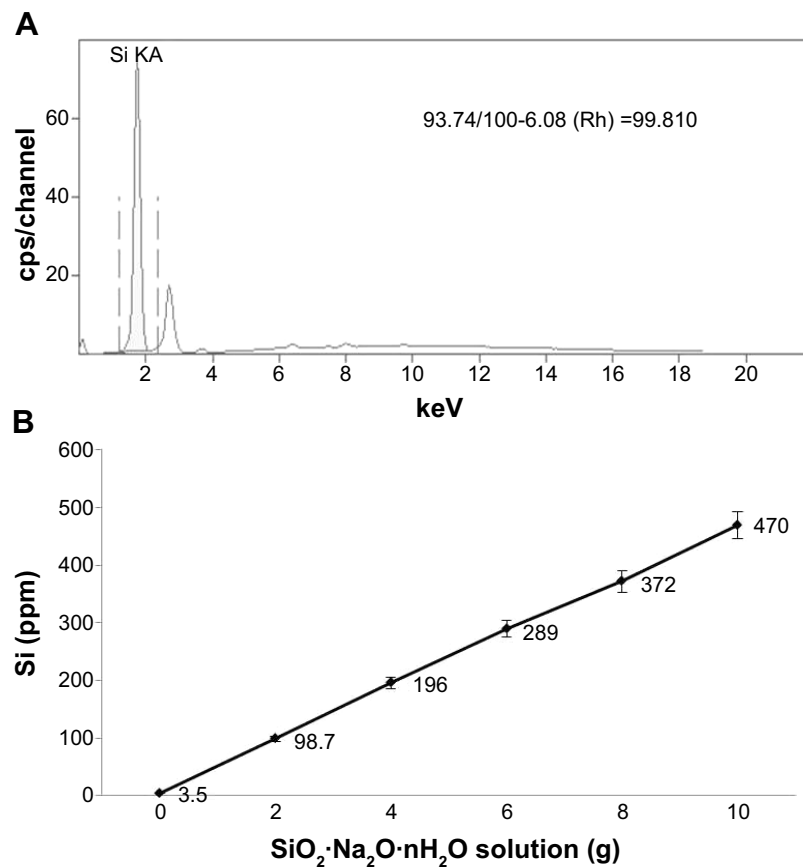 A
Si KA
93.74/100-6.08 (Rh) =99.810
60
40
20
cps/channel
2 4 6 8 10 12 14 16 18 20
keV
B
600
500
400
300
200
100
0
Si (ppm)
3.5
98.7
196
289
372
470
0 2 4 6 8 10
SiO₂·Na₂O·nH₂O solution (g)